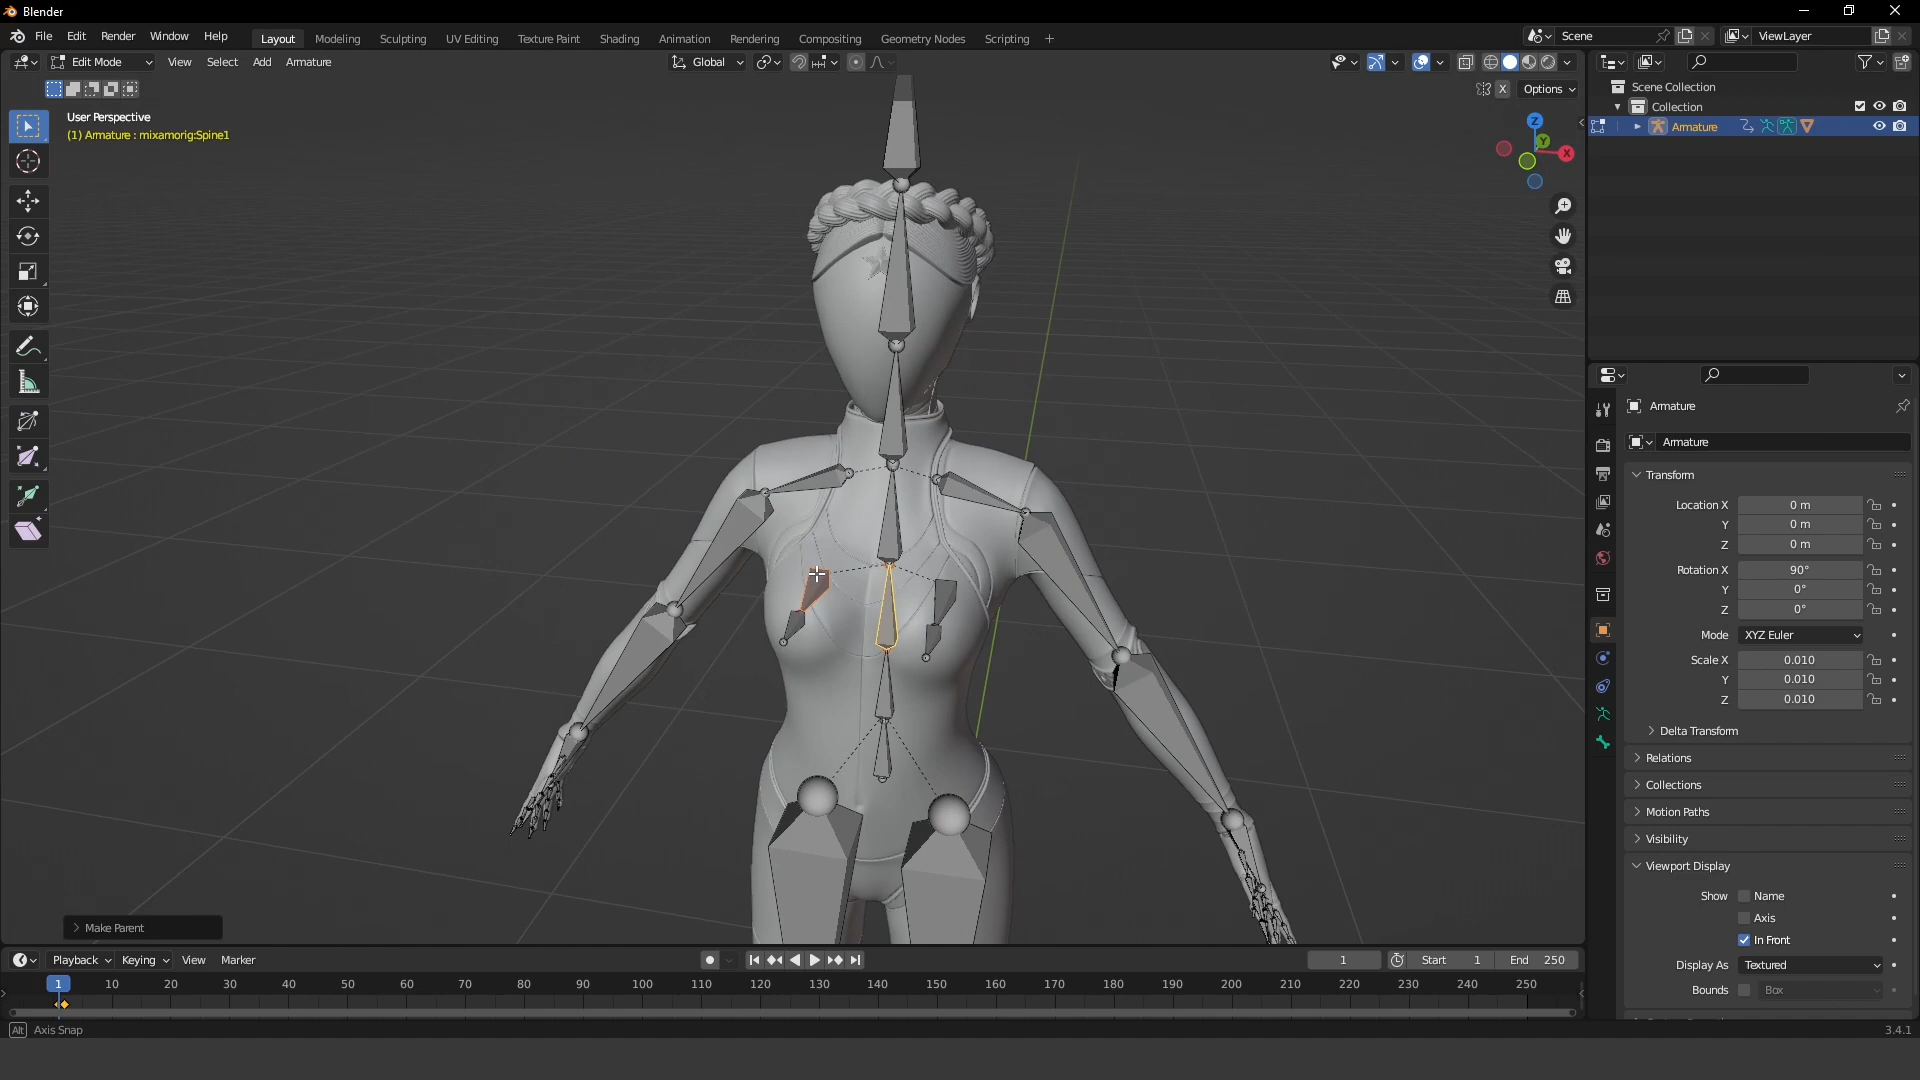 Blender
File Edit Render Window Help Layout Modeling Sculpting UV Editing Texture Paint Shading Animation Rendering Compositing Geometry Nodes Scripting + Scene ViewLayer
Edit Mode View Select Add Armature Global
X Options
User Perspective
(1) Armature : mixamorig:Spine1
Z
Y
X
Scene Collection
Collection
Armature
Armature
Armature
Transform
Location X 0 m
Y 0 m
Z 0 m
Rotation X 90°
Y 0°
Z 0°
Mode XYZ Euler
Scale X 0.010
Y 0.010
Z 0.010
Delta Transform
Relations
Collections
Motion Paths
Visibility
Viewport Display
Show Name
Axis
In Front
Display As Textured
Bounds Box
Make Parent
Playback Keying View Marker 1 Start 1 End 250
1 10 20 30 40 50 60 70 80 90 100 110 120 130 140 150 160 170 180 190 200 210 220 230 240 250
Alt Axis Snap 3.4.1